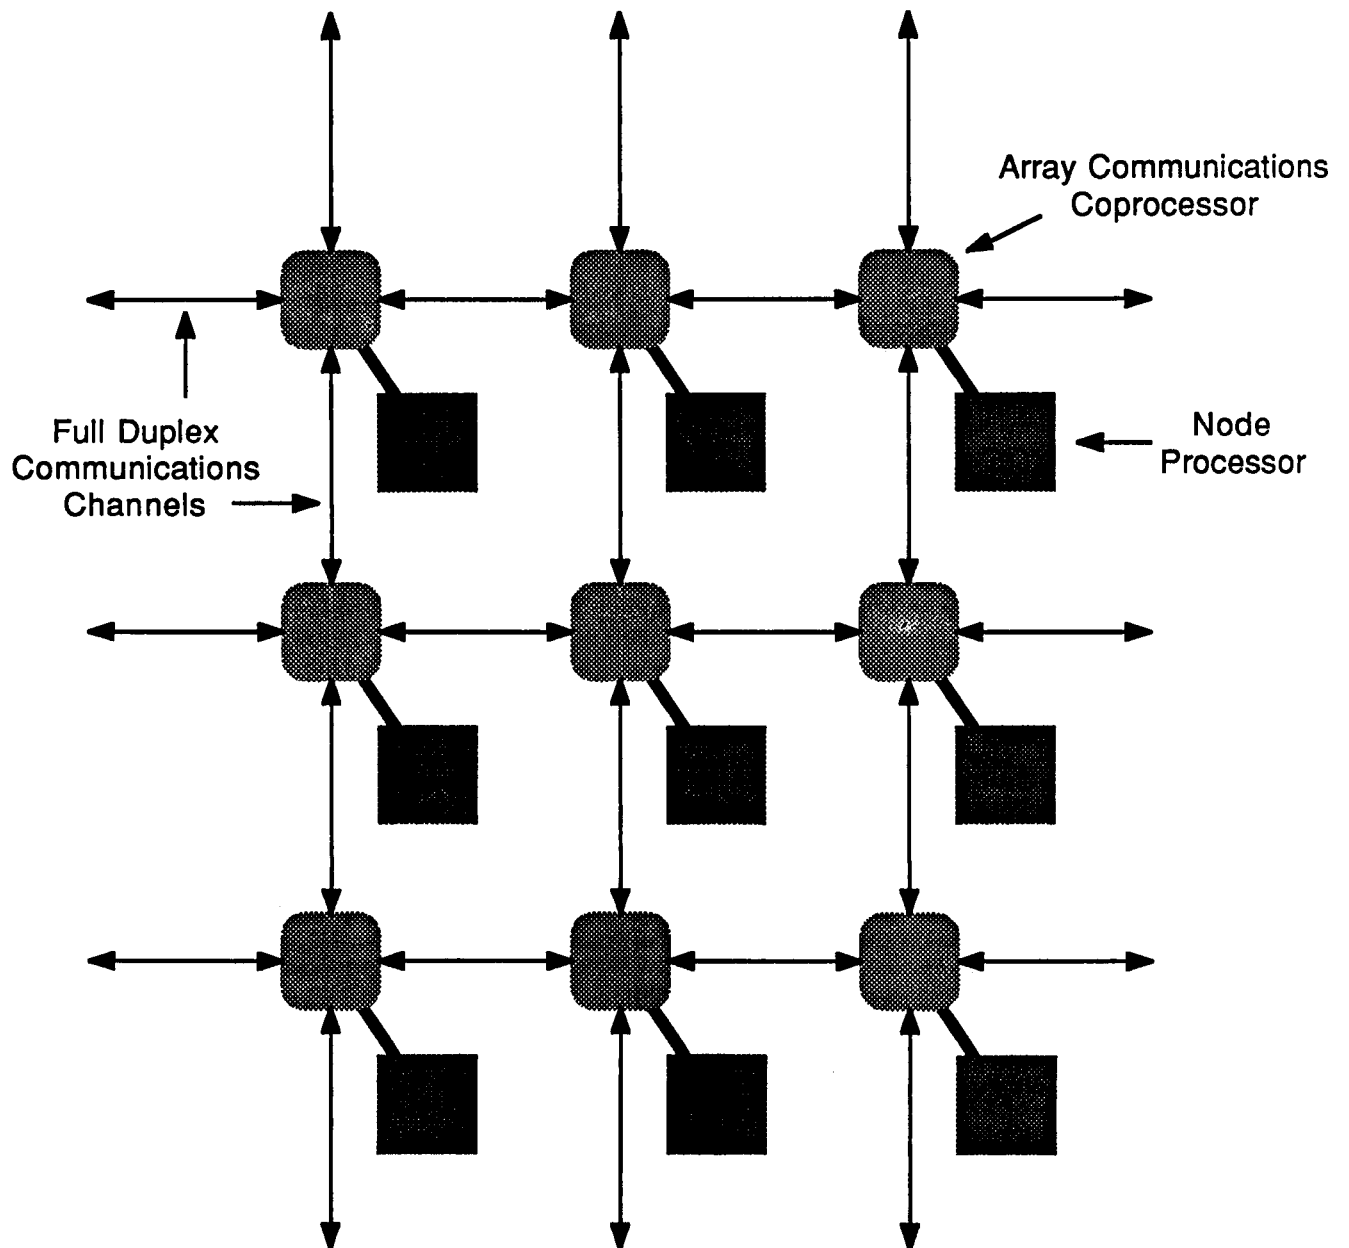 Array Communications
Coprocessor
Full Duplex
Communications
Channels
Node
Processor